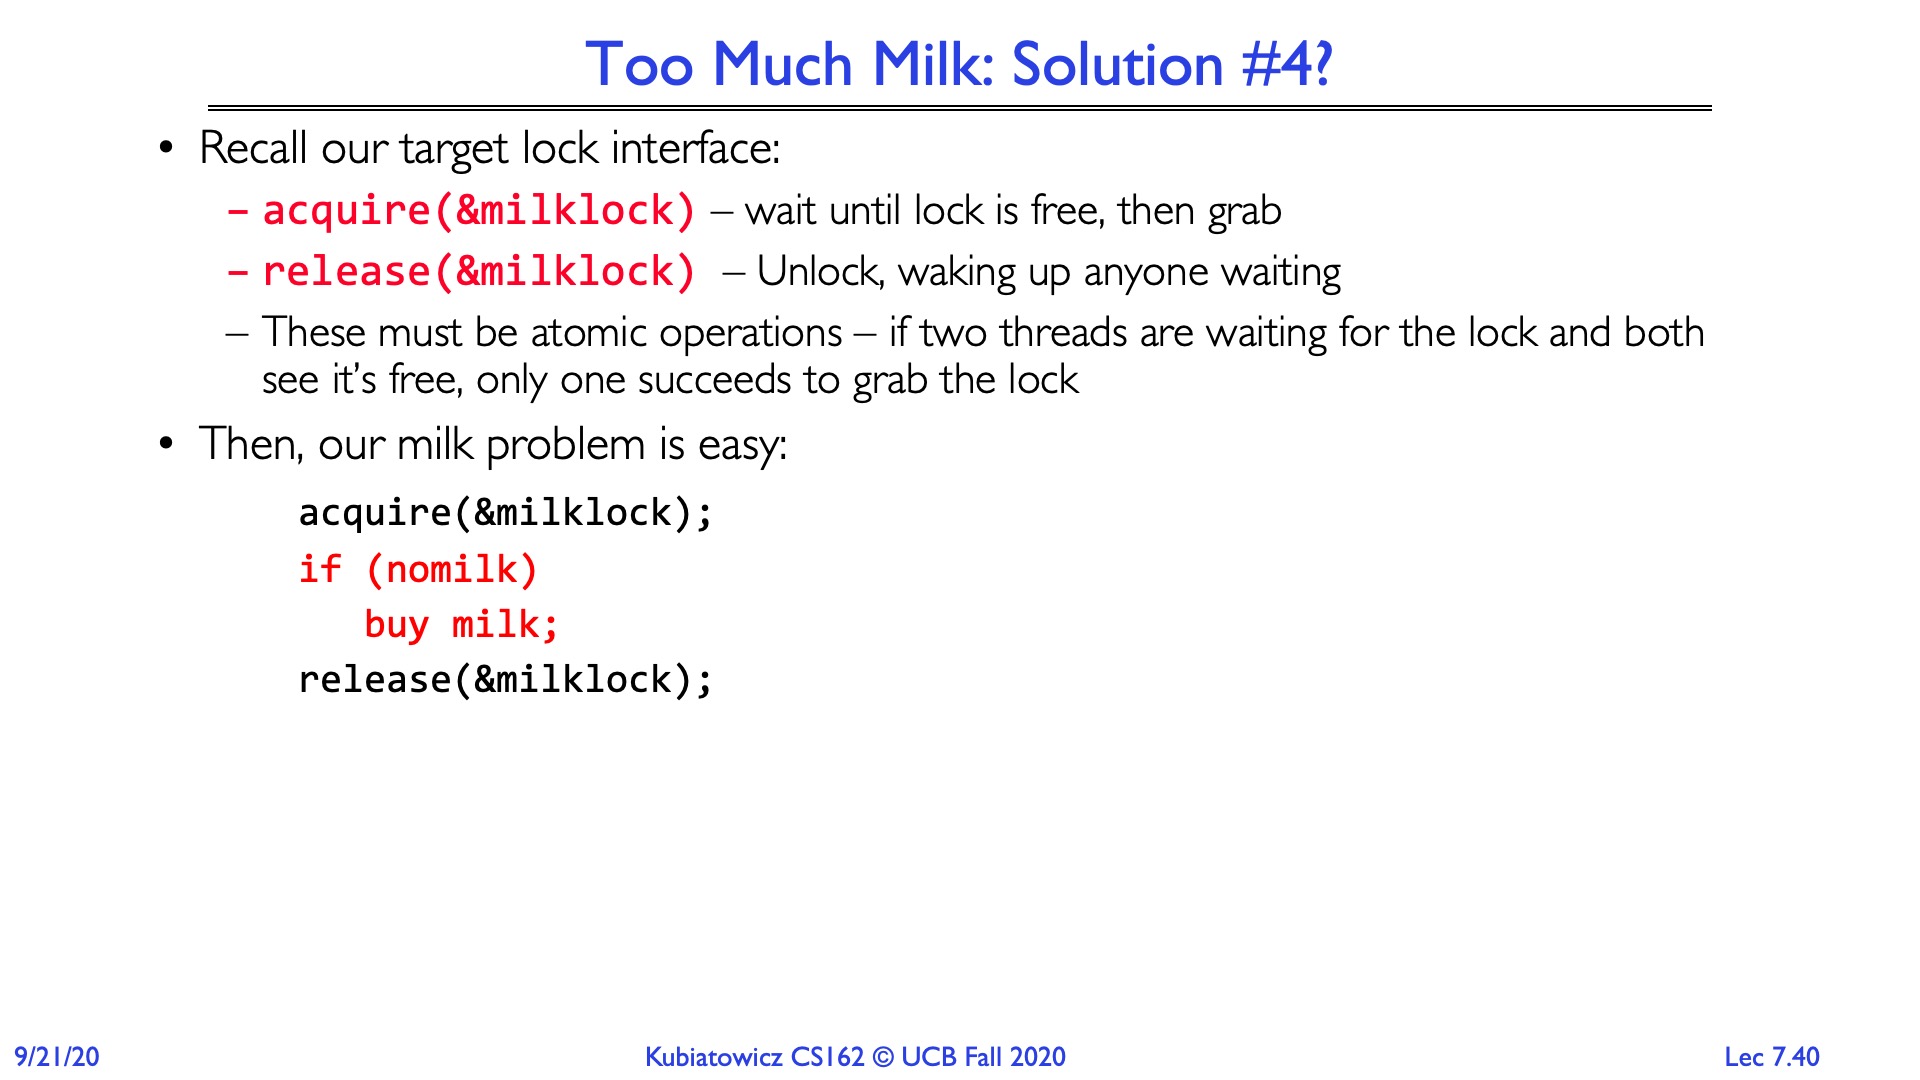 Too Much Milk: Solution #4?
• Recall our target lock interface:
– acquire(&milklock) – wait until lock is free, then grab
– release(&milklock) – Unlock, waking up anyone waiting
– These must be atomic operations – if two threads are waiting for the lock and both
see it’s free, only one succeeds to grab the lock
• Then, our milk problem is easy:
acquire(&milklock);
if (nomilk)
buy milk;
release(&milklock);
9/21/20
Kubiatowicz CS162 © UCB Fall 2020
Lec 7.40